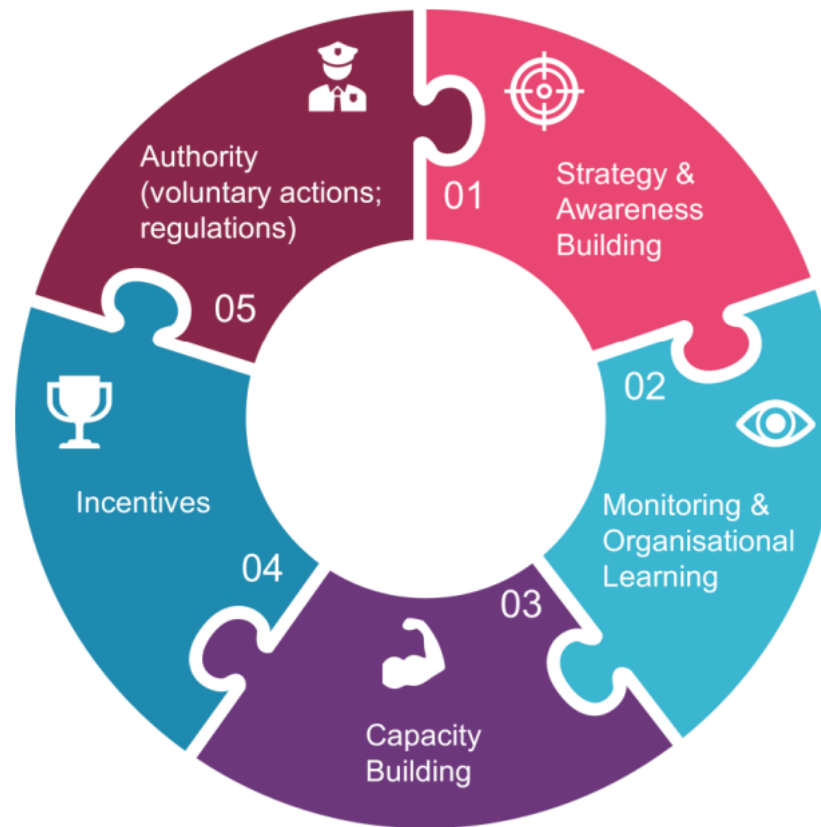 01
Strategy &
Awareness
Building
02
Monitoring &
Organisational
Learning
03
Capacity
Building
04
Incentives
05
Authority
(voluntary actions;
regulations)